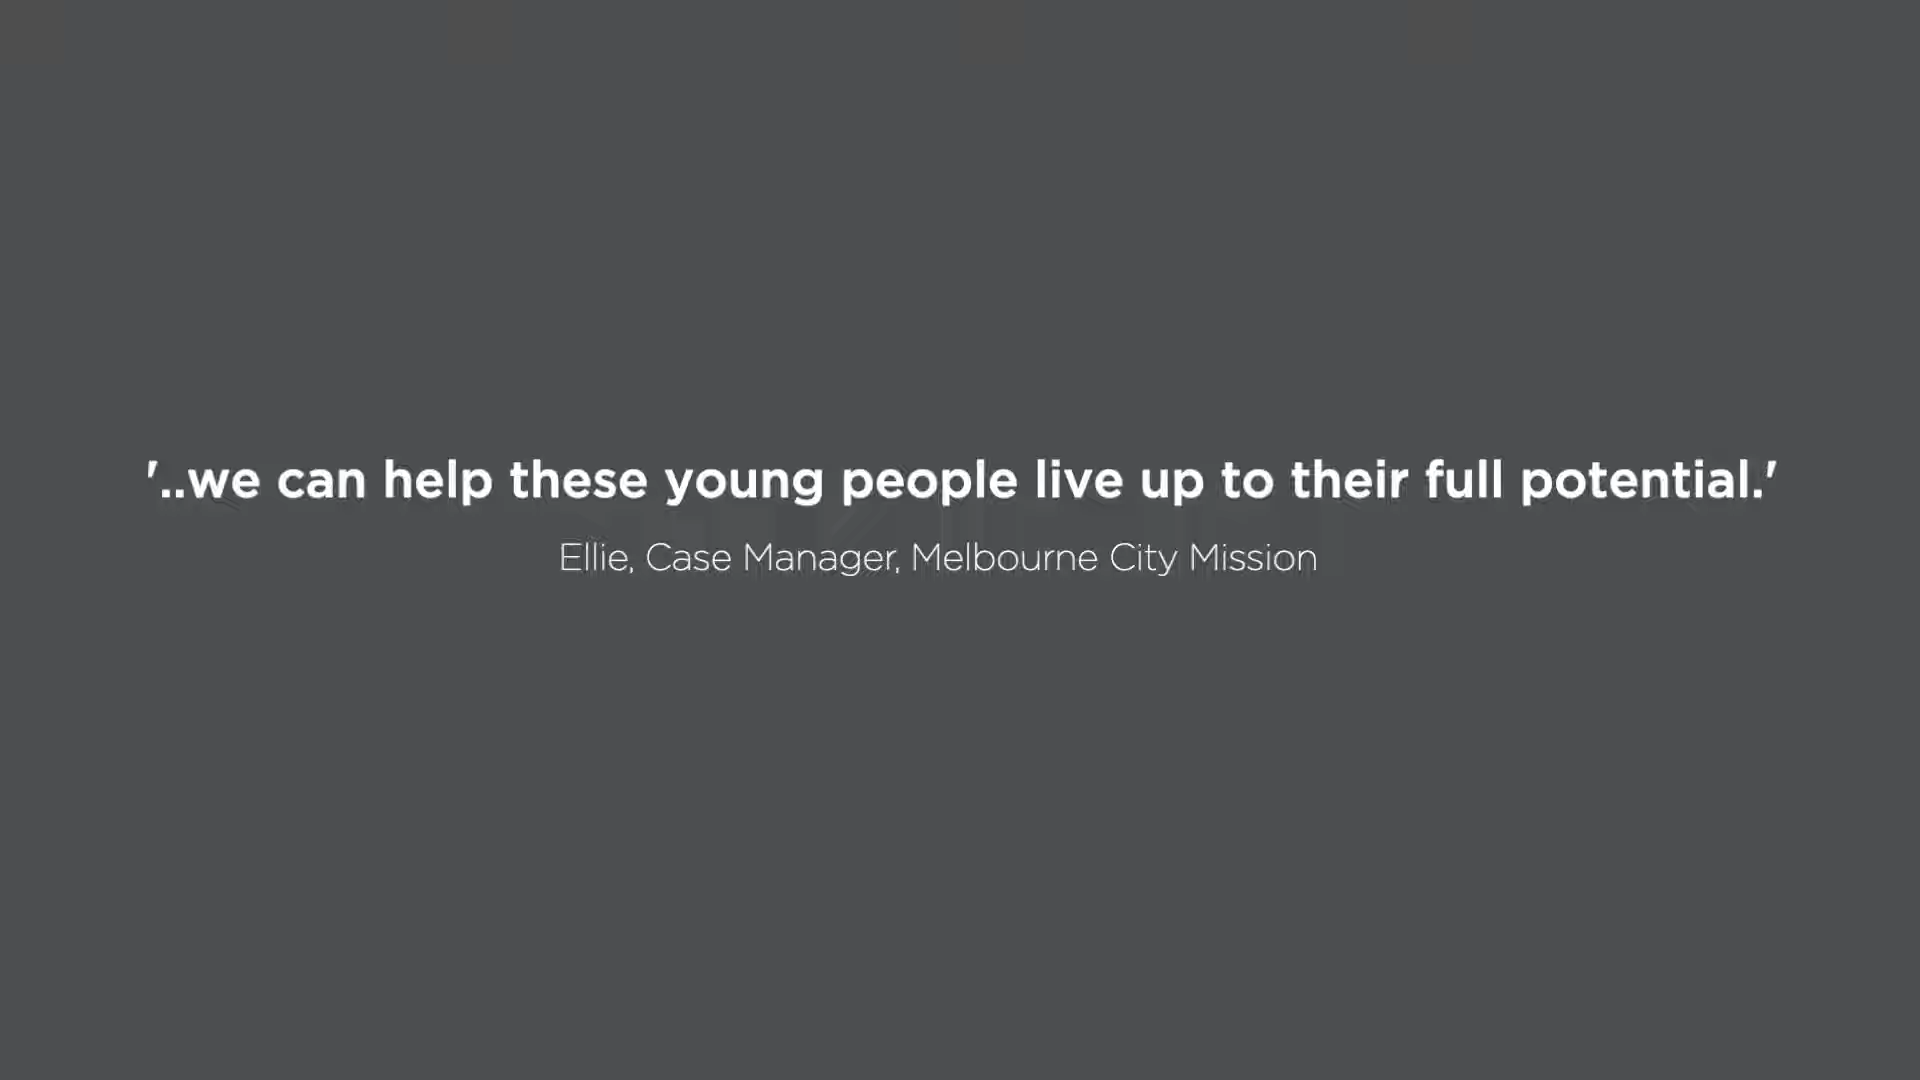 '..we can help these young people live up to their full potential.'
Ellie, Case Manager, Melbourne City Mission